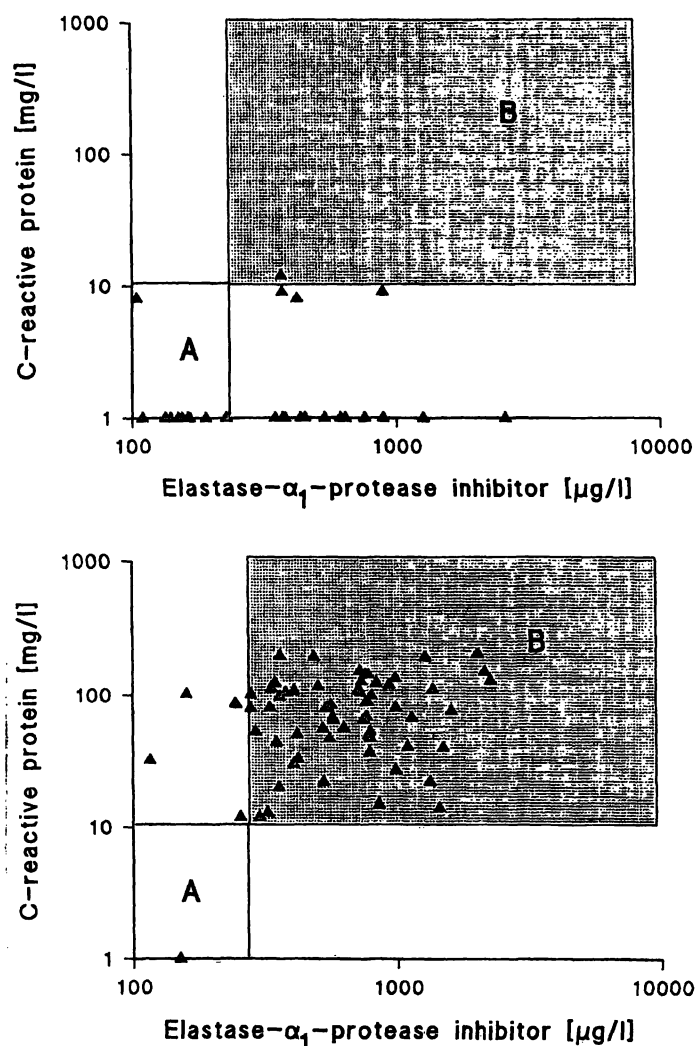 C-reactive protein [mg/l]
1000
100
10
1
B
A
100
1000
10000
Elastase-α1-protease inhibitor [µg/l]
C-reactive protein [mg/l]
1000
100
10
1
B
A
100
1000
10000
Elastase-α1-protease inhibitor [µg/l]